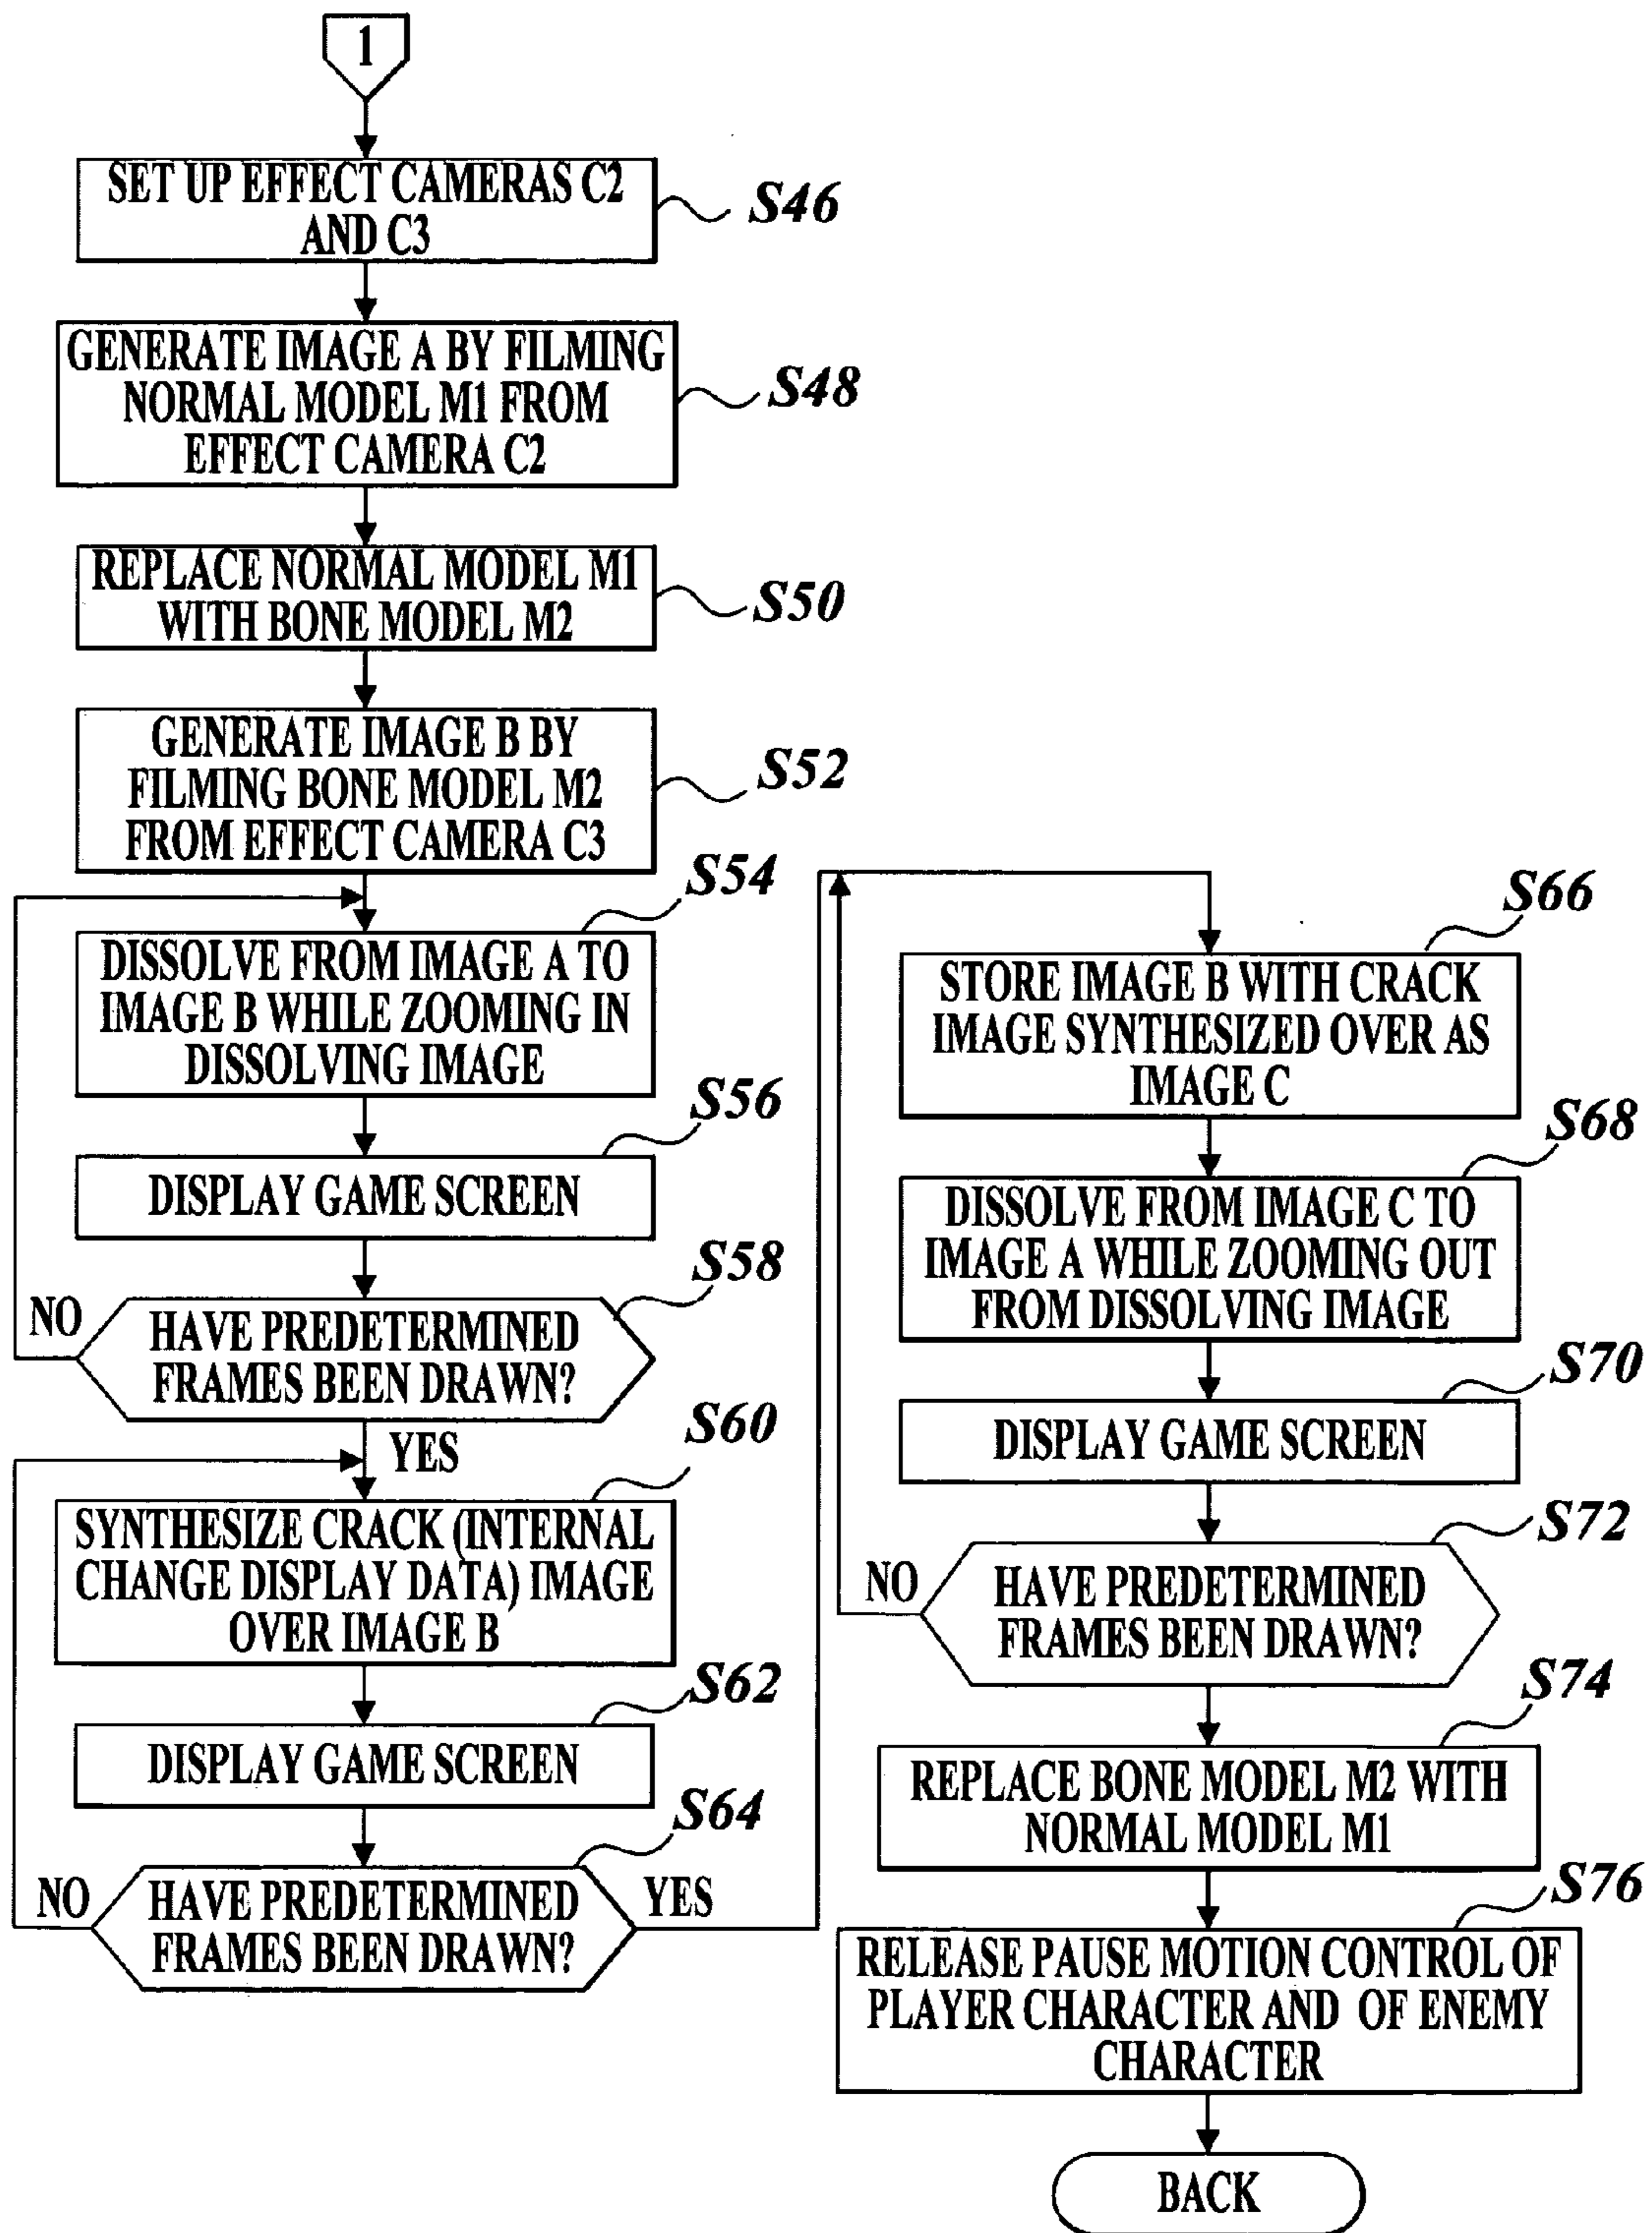 1
SET UP EFFECT CAMERAS C2
AND C3
S46
GENERATE IMAGE A BY FILMING
NORMAL MODEL M1 FROM
EFFECT CAMERA C2
S48
REPLACE NORMAL MODEL M1
WITH BONE MODEL M2
S50
GENERATE IMAGE B BY
FILMING BONE MODEL M2
FROM EFFECT CAMERA C3
S52
S54
DISSOLVE FROM IMAGE A TO
IMAGE B WHILE ZOOMING IN
DISSOLVING IMAGE
S56
DISPLAY GAME SCREEN
S58
NO
HAVE PREDETERMINED
FRAMES BEEN DRAWN?
YES
S60
SYNTHESIZE CRACK (INTERNAL
CHANGE DISPLAY DATA) IMAGE
OVER IMAGE B
S62
DISPLAY GAME SCREEN
S64
NO
HAVE PREDETERMINED
FRAMES BEEN DRAWN?
YES
S66
STORE IMAGE B WITH CRACK
IMAGE SYNTHESIZED OVER AS
IMAGE C
S68
DISSOLVE FROM IMAGE C TO
IMAGE A WHILE ZOOMING OUT
FROM DISSOLVING IMAGE
S70
DISPLAY GAME SCREEN
S72
NO
HAVE PREDETERMINED
FRAMES BEEN DRAWN?
S74
REPLACE BONE MODEL M2 WITH
NORMAL MODEL M1
S76
RELEASE PAUSE MOTION CONTROL OF
PLAYER CHARACTER AND OF ENEMY
CHARACTER
BACK